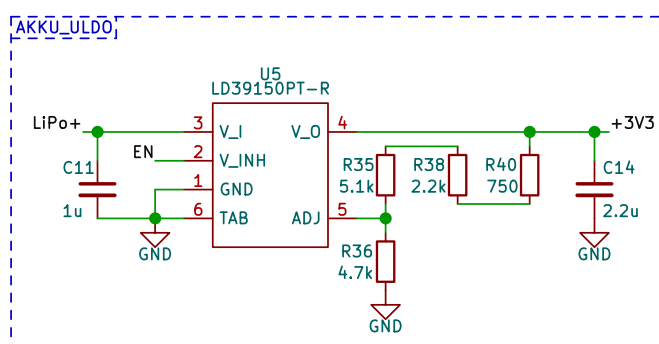 AKKU_ULDO
U5
LD39150PT-R
LiPo+
3
V_I
V_O
4
+3V3
EN
2
V_INH
C11
1u
1
GND
6
TAB
ADJ
5
R35
5.1k
R38
2.2k
R40
750
C14
2.2u
R36
4.7k
GND
GND
GND